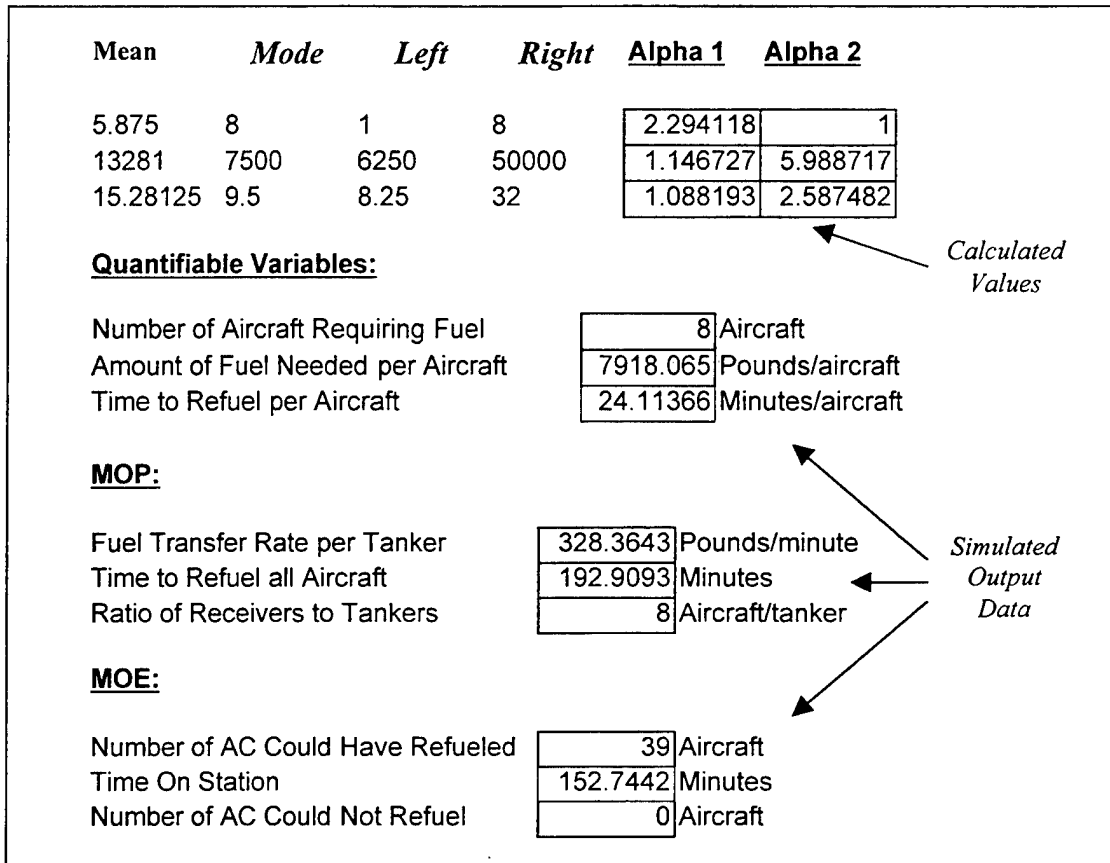 Mean Mode Left Right Alpha 1 Alpha 2
5.875 8 1 8 2.294118 1
13281 7500 6250 50000 1.146727 5.988717
15.28125 9.5 8.25 32 1.088193 2.587482
Calculated
Values
Quantifiable Variables:
Number of Aircraft Requiring Fuel 8 Aircraft
Amount of Fuel Needed per Aircraft 7918.065 Pounds/aircraft
Time to Refuel per Aircraft 24.11366 Minutes/aircraft
MOP:
Fuel Transfer Rate per Tanker 328.3643 Pounds/minute
Time to Refuel all Aircraft 192.9093 Minutes
Ratio of Receivers to Tankers 8 Aircraft/tanker
Simulated
Output
Data
MOE:
Number of AC Could Have Refueled 39 Aircraft
Time On Station 152.7442 Minutes
Number of AC Could Not Refuel 0 Aircraft